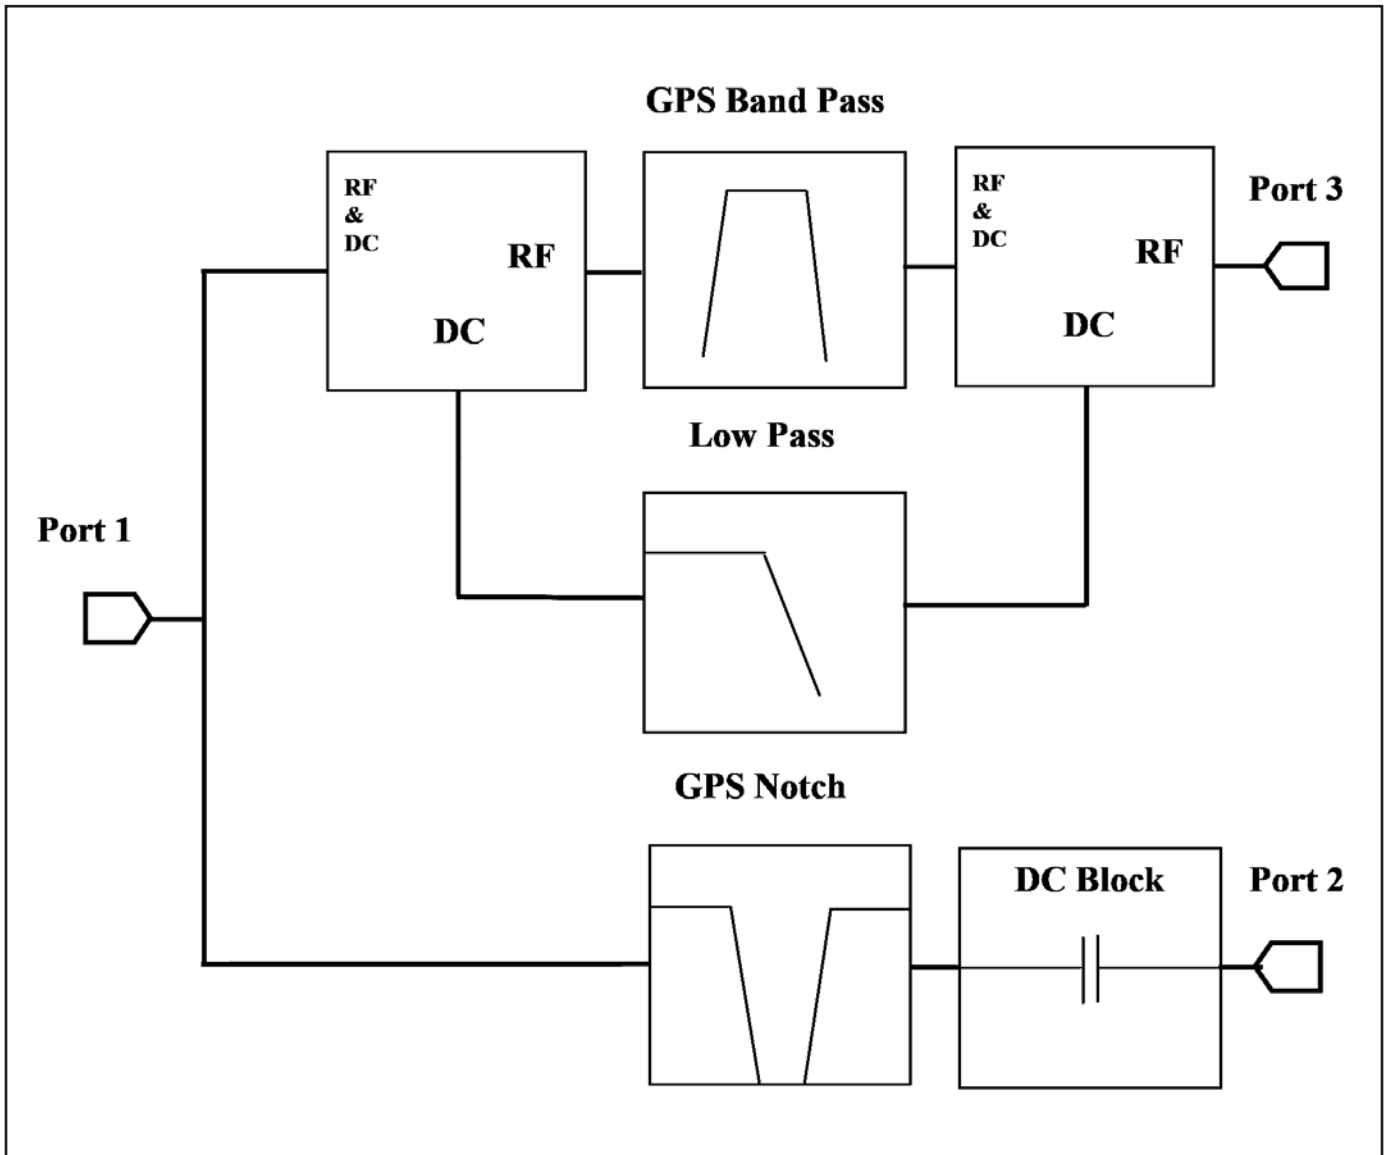 GPS Band Pass
RF
&
DC
RF
DC
RF
&
DC
RF
DC
Port 3
Low Pass
Port 1
GPS Notch
DC Block
Port 2